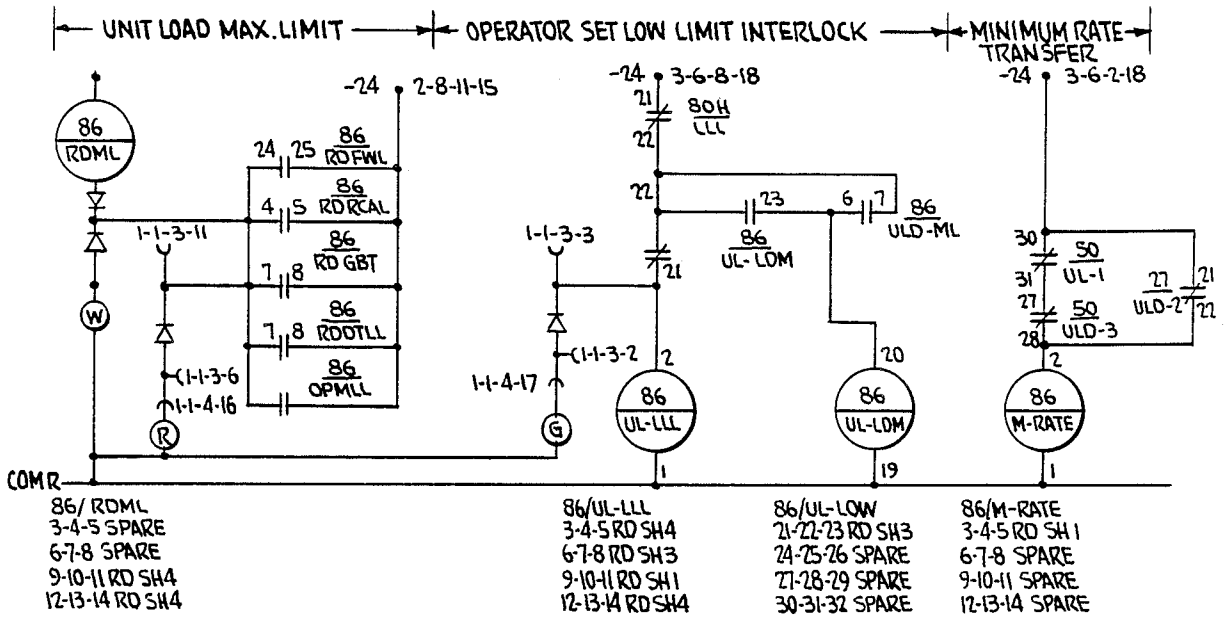 UNIT LOAD MAX. LIMIT
OPERATOR SET LOW LIMIT INTERLOCK
MINIMUM RATE
TRANSFER
-24 2-8-11-15
-24 3-6-8-18
-24 3-6-2-18
86
RDML
24 25 86
RDFWL
4 5 86
RDRCAL
7 8 86
RDGBT
7 8 86
RDOTLL
86
OPMLL
1-1-3-11
1-1-3-6
1-1-4-16
W
R
21
22
80H
LLL
22
23
86
UL-LDM
6 7
86
ULD-ML
21
1-1-3-3
1-1-3-2
1-1-4-17
G
2
86
UL-LLL
1
20
86
UL-LDM
19
30
31
50
UL-1
27
28
50
ULD-3
27
ULD-2
21
22
2
86
M-RATE
1
COMR
86/RDML
3-4-5 SPARE
6-7-8 SPARE
9-10-11 RD SH4
12-13-14 RD SH4
86/UL-LLL
3-4-5 RD SH4
6-7-8 RD SH3
9-10-11 RD SH1
12-13-14 RD SH4
86/UL-LOW
21-22-23 RD SH3
24-25-26 SPARE
27-28-29 SPARE
30-31-32 SPARE
86/M-RATE
3-4-5 RD SH1
6-7-8 SPARE
9-10-11 SPARE
12-13-14 SPARE